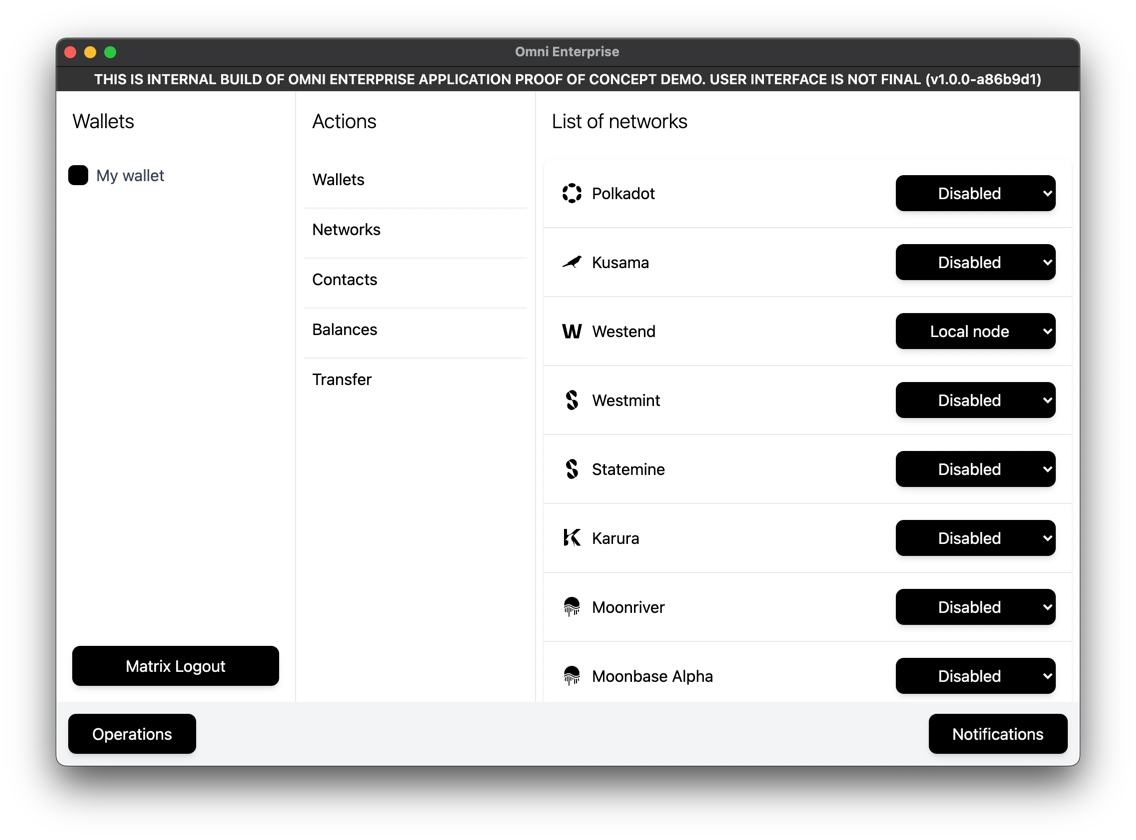 Omni Enterprise
THIS IS INTERNAL BUILD OF OMNI ENTERPRISE APPLICATION PROOF OF CONCEPT DEMO. USER INTERFACE IS NOT FINAL (v1.0.0-a86b9d1)
Wallets
My wallet
Matrix Logout
Actions
Wallets
Networks
Contacts
Balances
Transfer
List of networks
Polkadot Disabled
Kusama Disabled
Westend Local node
Westmint Disabled
Statemine Disabled
Karura Disabled
Moonriver Disabled
Moonbase Alpha Disabled
Operations
Notifications